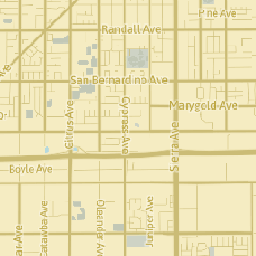 Pine Ave
Randall Ave
San Bernardino Ave
Marygold Ave
Citrus Ave
Cypress Ave
Sierra Ave
Boyle Ave
Catawba Ave
Oleander Ave
Juniper Ave